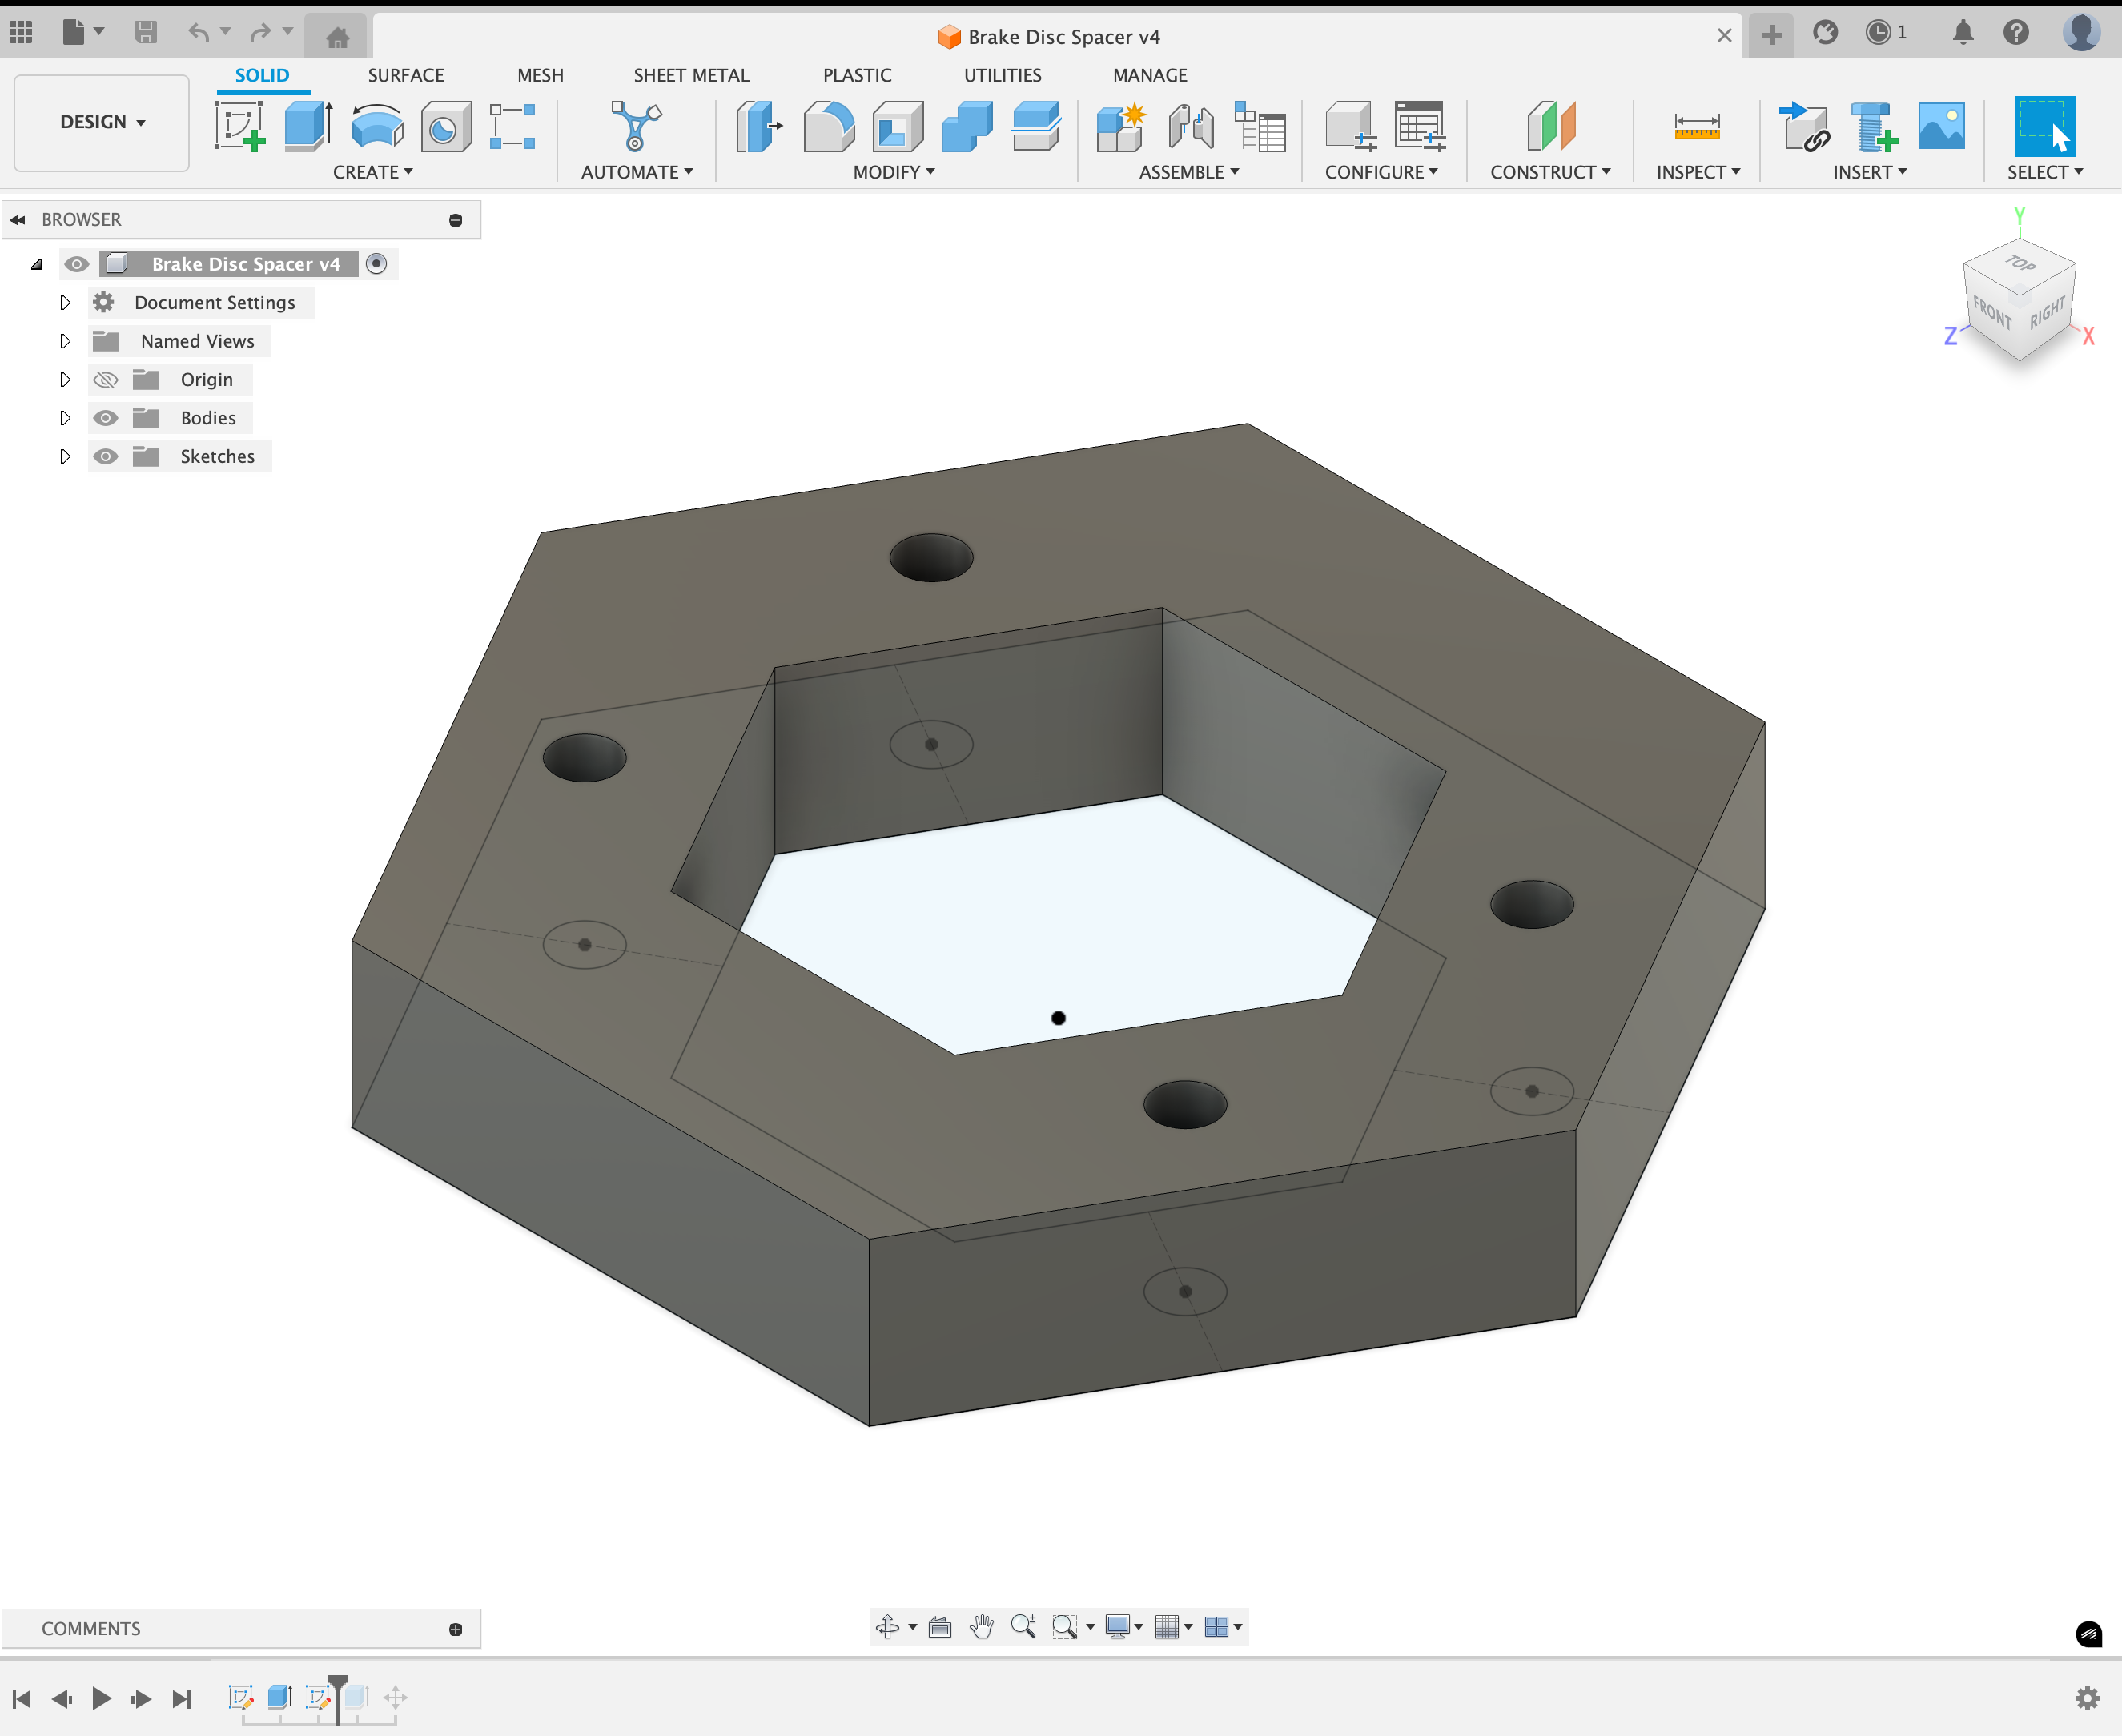 Brake Disc Spacer v4
1
SOLID SURFACE MESH SHEET METAL PLASTIC UTILITIES MANAGE
DESIGN
CREATE AUTOMATE MODIFY ASSEMBLE CONFIGURE CONSTRUCT INSPECT INSERT SELECT
BROWSER
Brake Disc Spacer v4
Document Settings
Named Views
Origin
Bodies
Sketches
Y
TOP
FRONT
RIGHT
Z
X
COMMENTS